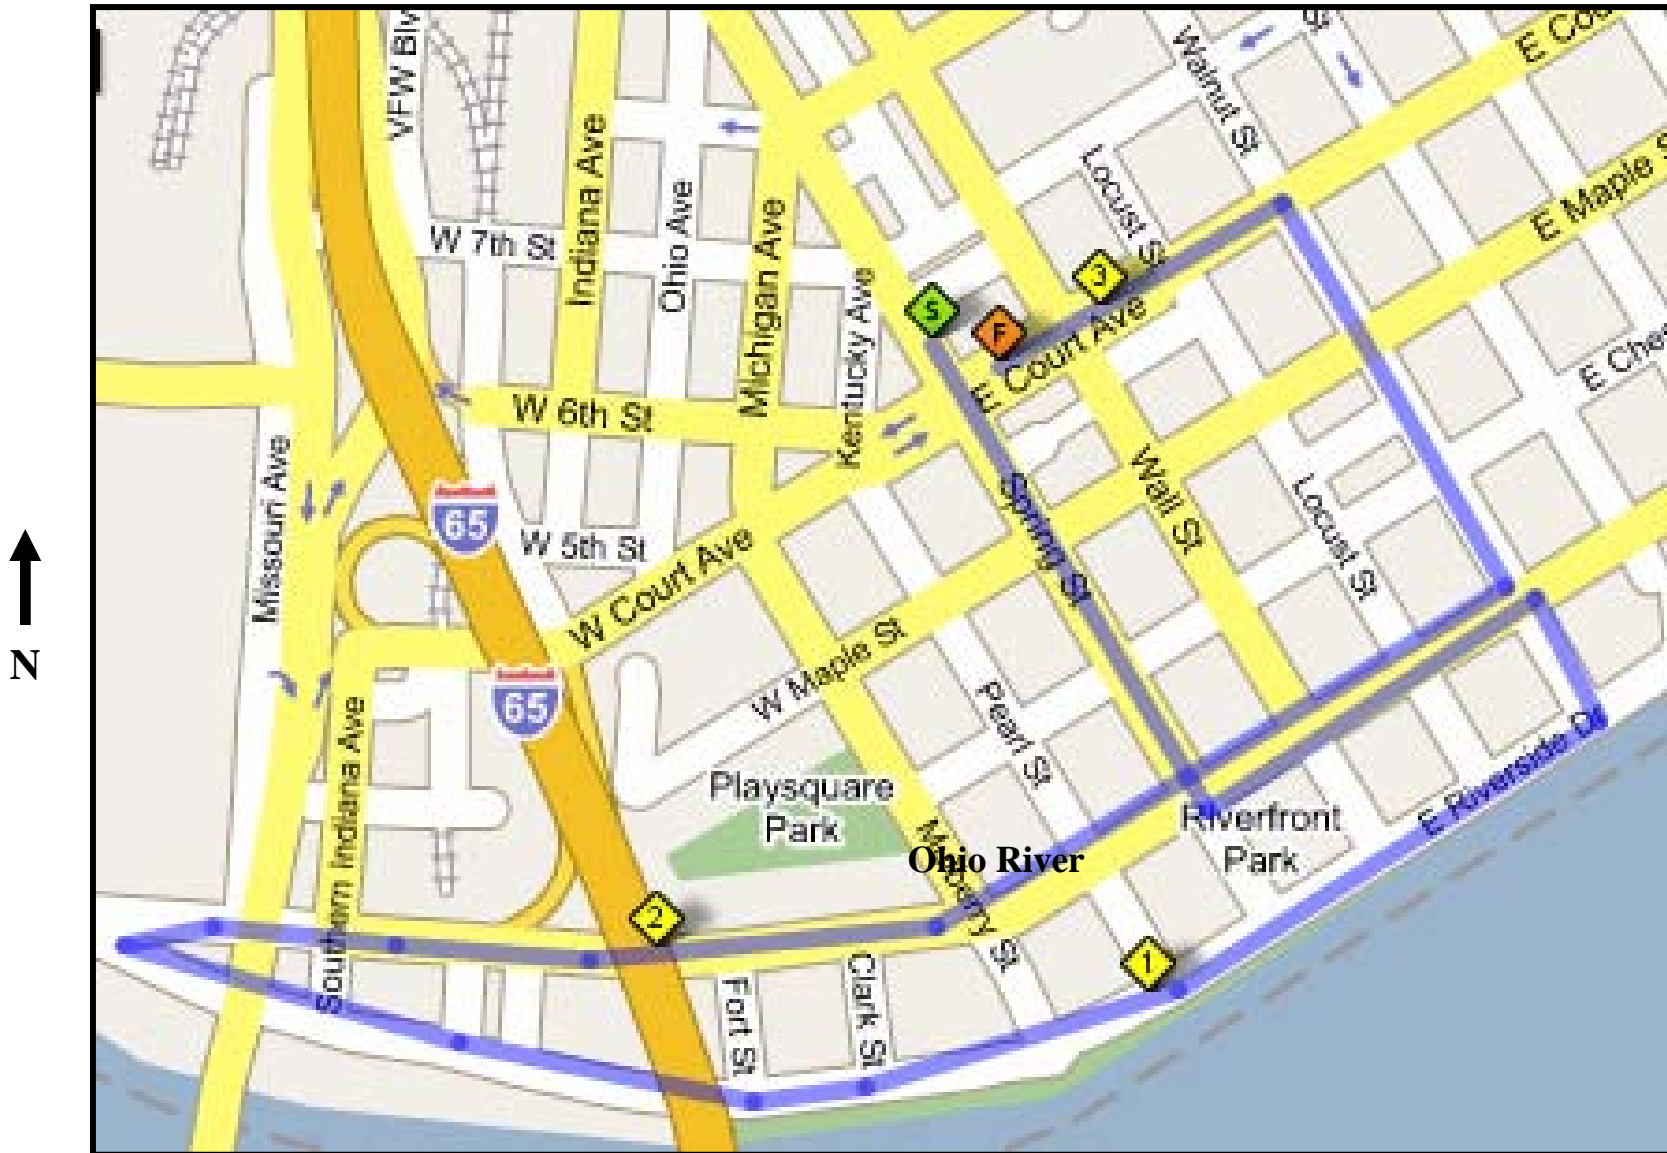 VFW Blv
Walnut St
St
E Cou
Indiana Ave
Ohio Ave
Michigan Ave
Kentucky Ave
Locust St
E Maple S
W 7th St
3
S
F
E Court Ave
E Che
W 6th St
Missouri Ave
65
W 5th St
Spring St
Wall St
Locust St
W Court Ave
W Maple St
N
65
Pearl St
Southern Indiana Ave
Playsquare
Park
Riverfront
Park
E Riverside Dr
Mulberry St
Ohio River
2
1
Fort St
Clark St